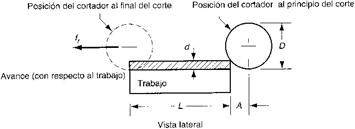 Posición del cortador al final del corte
Posición del cortador al principio del corte
fr
d
D
Avance (con respecto al trabajo)
Trabajo
L
A
Vista lateral